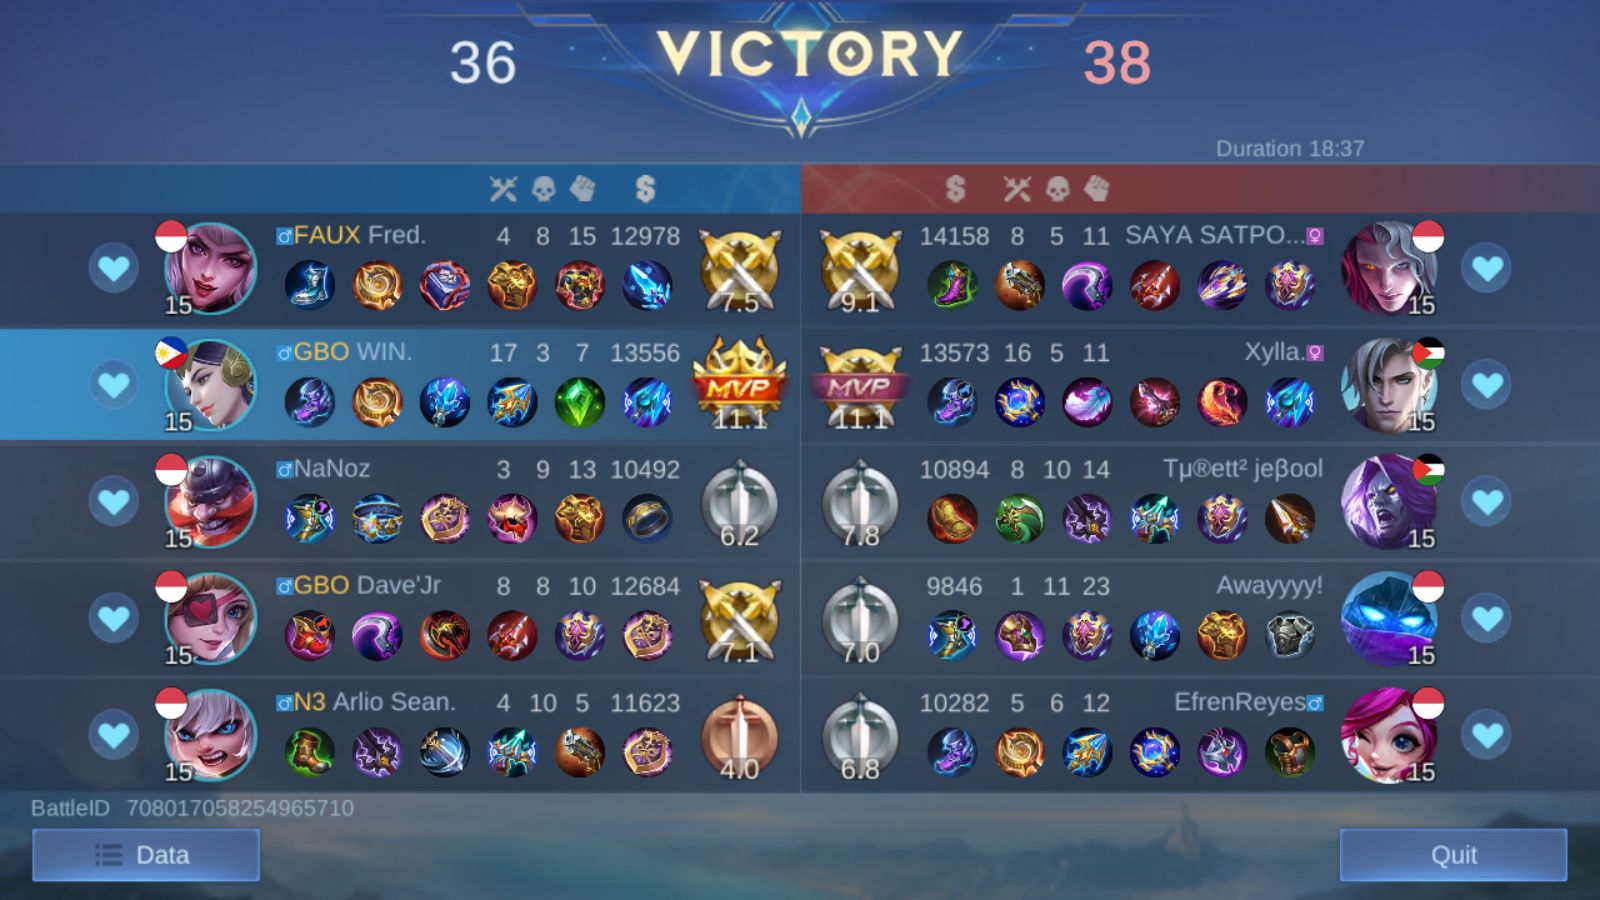 36 VICTORY 38
Duration 18:37
FAUX Fred. 4 8 15 12978
15 7.5
14158 8 5 11 SAYA SATPO...
9.1 15
GBO WIN. 17 3 7 13556
15 MVP 11.1
13573 16 5 11 Xylla.
MVP 11.1 15
NaNoz 3 9 13 10492
15 6.2
10894 8 10 14 Tµ®ett² jeβool
7.8 15
GBO Dave'Jr 8 8 10 12684
15 7.1
9846 1 11 23 Awayyyy!
7.0 15
N3 Arlio Sean. 4 10 5 11623
15 4.0
10282 5 6 12 EfrenReyes
6.8 15
BattleID 708017058254965710
Data
Quit